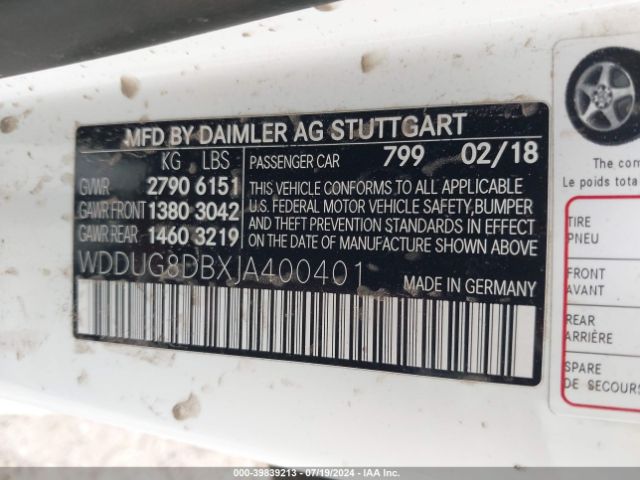 MFD BY DAIMLER AG STUTTGART
KG LBS
GVWR 2790 6151
GAWR FRONT 1380 3042
GAWR REAR 1460 3219
PASSENGER CAR 799 02/18
THIS VEHICLE CONFORMS TO ALL APPLICABLE
U.S. FEDERAL MOTOR VEHICLE SAFETY, BUMPER
AND THEFT PREVENTION STANDARDS IN EFFECT
ON THE DATE OF MANUFACTURE SHOWN ABOVE.
WDDUG8DBXJA400401
MADE IN GERMANY
The com
Le poids total
TIRE
PNEU
FRONT
AVANT
REAR
ARRIÈRE
SPARE
DE SECOURS
000-39839213 - 07/19/2024 - IAA, Inc.